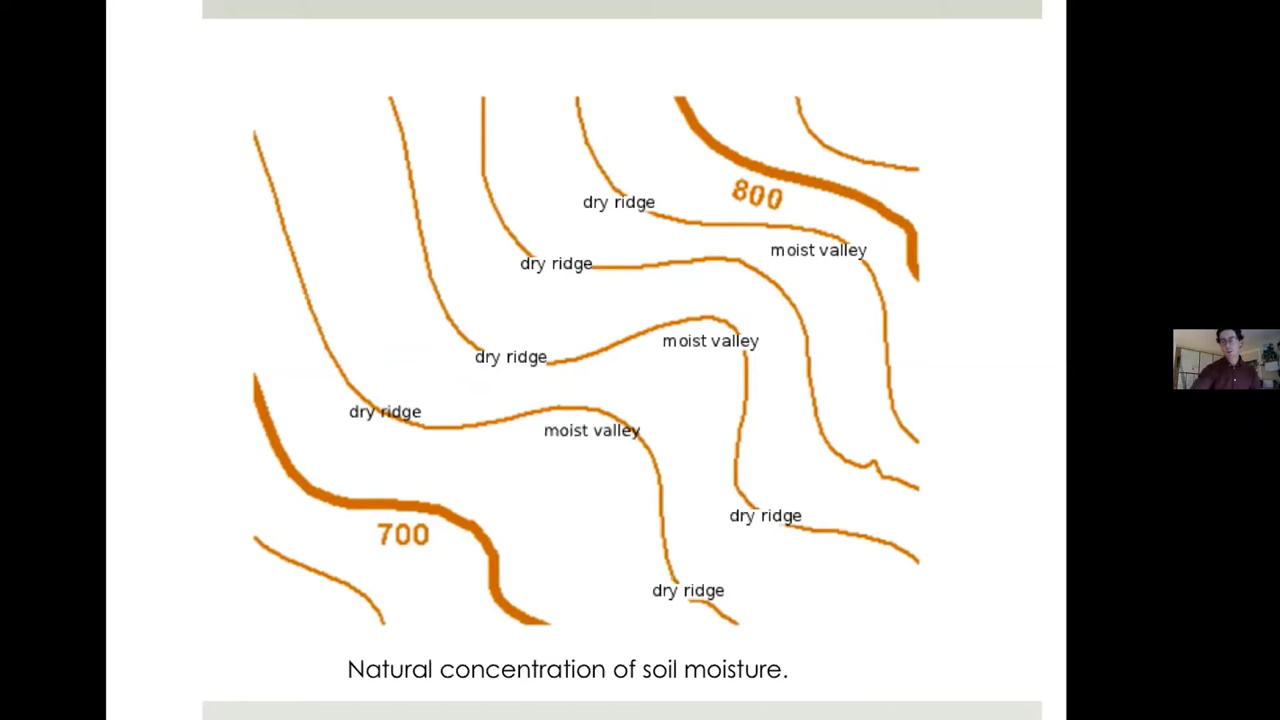 800
dry ridge
moist valley
dry ridge
moist valley
dry ridge
dry ridge
moist valley
dry ridge
700
dry ridge
Natural concentration of soil moisture.